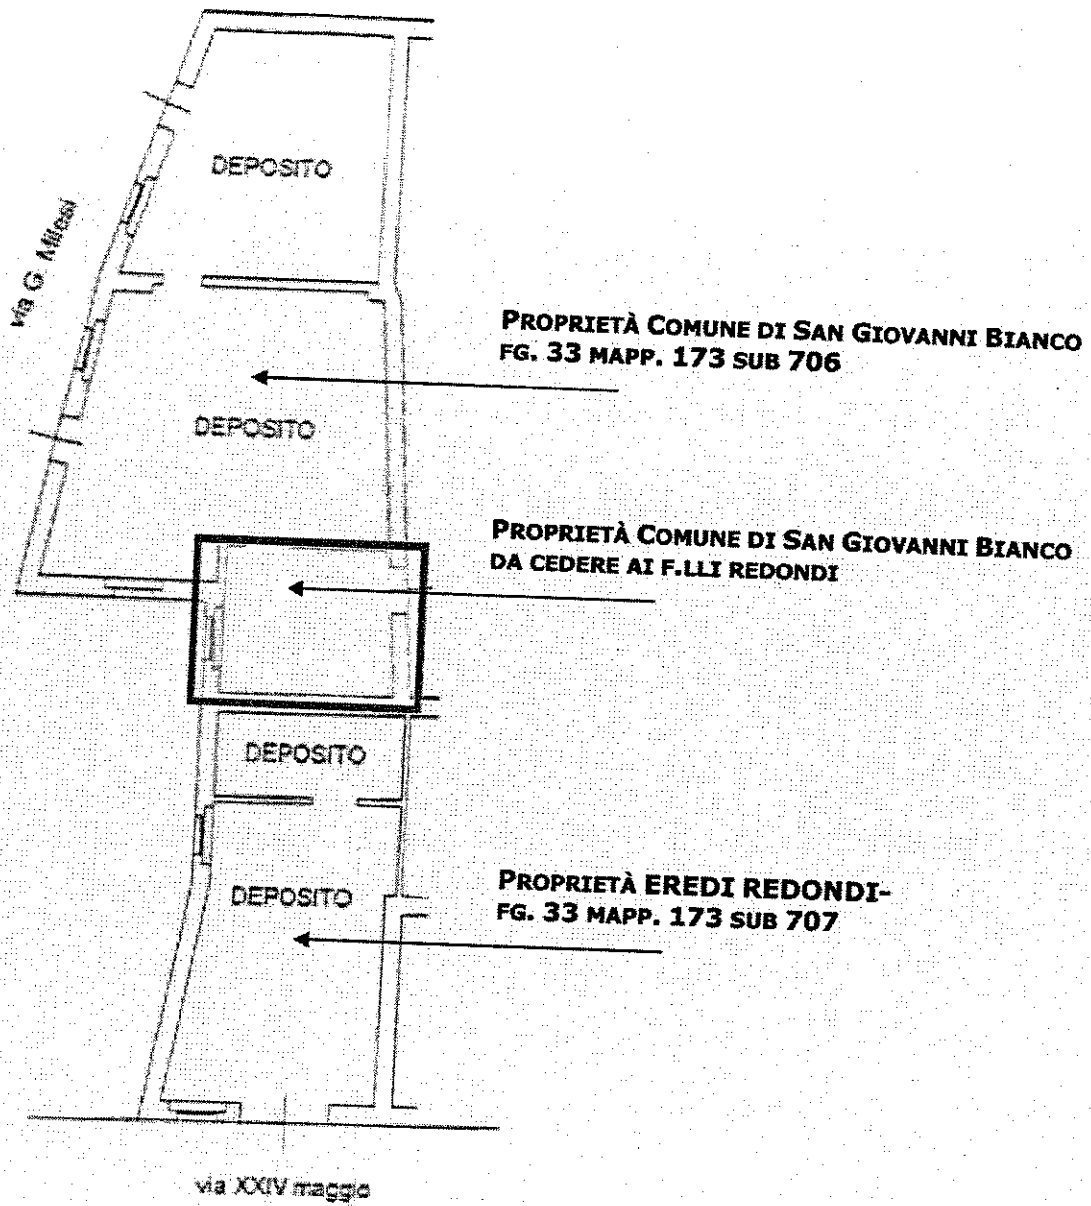 DEPOSITO
via G. Milesi
PROPRIETÀ COMUNE DI SAN GIOVANNI BIANCO
FG. 33 MAPP. 173 SUB 706
DEPOSITO
PROPRIETÀ COMUNE DI SAN GIOVANNI BIANCO
DA CEDERE AI F.LLI REDONDI
DEPOSITO
PROPRIETÀ EREDI REDONDI-
FG. 33 MAPP. 173 SUB 707
DEPOSITO
via XXIV maggio